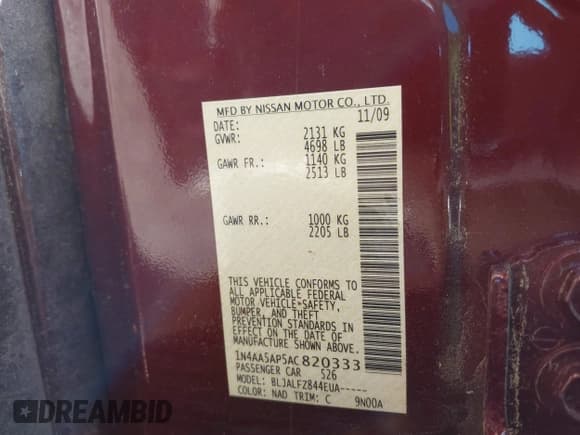 MFD BY NISSAN MOTOR CO., LTD.
DATE: 11/09
GVWR: 2131 KG
4698 LB
GAWR FR.: 1140 KG
2513 LB
GAWR RR.: 1000 KG
2205 LB
THIS VEHICLE CONFORMS TO
ALL APPLICABLE FEDERAL
MOTOR VEHICLE-SAFETY,
BUMPER, AND THEFT
PREVENTION STANDARDS
IN EFFECT ON THE DATE OF
MANUFACTURE SHOWN ABOVE.
1N4AA5AP5AC820333
PASSENGER CAR 526
MODEL: BLJALFZ844EUA-----
COLOR: NAD TRIM: C 9N00A
DREAMBID